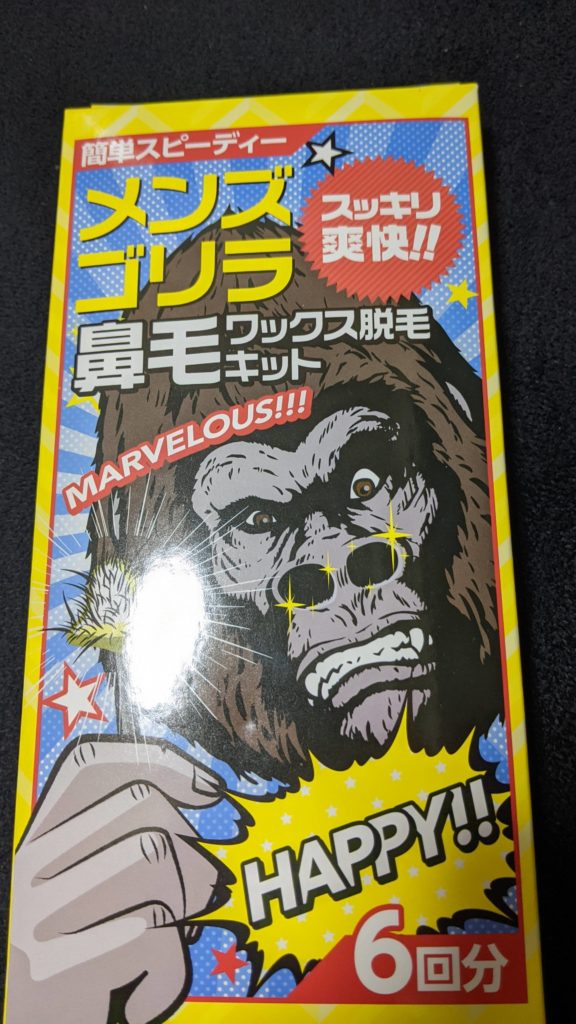 簡単スピーディー
メンズ
ゴリラ
スッキリ
爽快!!
鼻毛ワックス脱毛
キット
MARVELOUS!!!
HAPPY!!
6回分